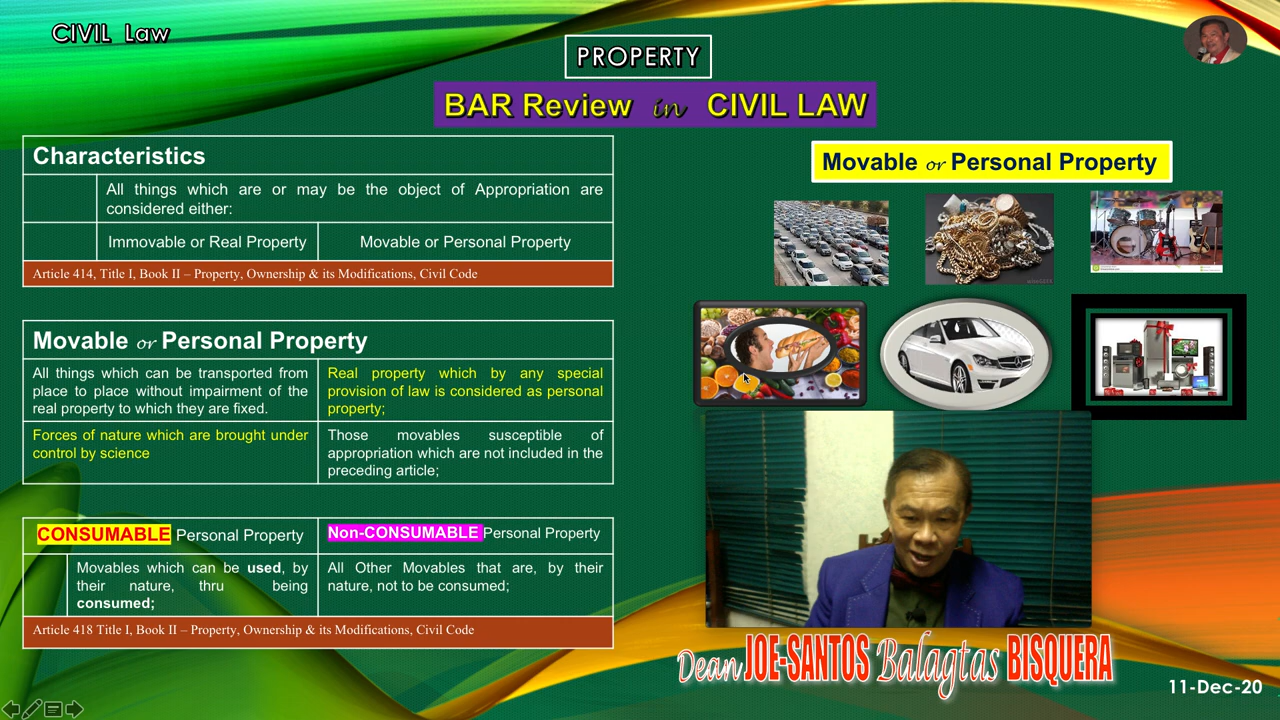 CIVIL Law
PROPERTY
BAR Review in CIVIL LAW
Characteristics
All things which are or may be the object of Appropriation are
considered either:
Immovable or Real Property
Movable or Personal Property
Article 414, Title I, Book II – Property, Ownership & its Modifications, Civil Code
Movable or Personal Property
All things which can be transported from
place to place without impairment of the
real property to which they are fixed.
Real property which by any special
provision of law is considered as personal
property;
Forces of nature which are brought under
control by science
Those movables susceptible of
appropriation which are not included in the
preceding article;
CONSUMABLE Personal Property
Non-CONSUMABLE Personal Property
Movables which can be used, by
their nature, thru being
consumed;
All Other Movables that are, by their
nature, not to be consumed;
Article 418 Title I, Book II – Property, Ownership & its Modifications, Civil Code
Movable or Personal Property
Dean JOE-SANTOS Balagtas BISQUERA
11-Dec-20